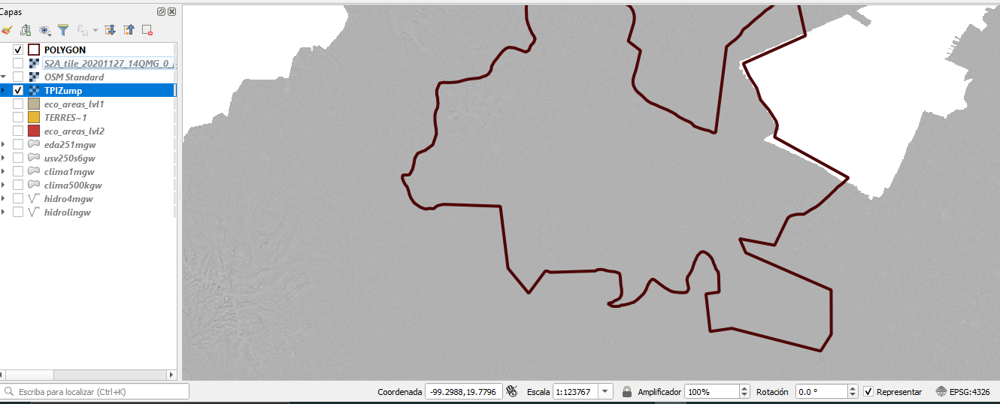 Capas
POLYGON
S2A_tile_20201127_14QMG_0_
OSM Standard
TPIZump
eco_areas_lvl1
TERRES~1
eco_areas_lvl2
eda251mgw
usv250s6gw
clima1mgw
clima500kgw
hidro4mgw
hidrolingw
Escriba para localizar (Ctrl+K) Coordenada -99.2988,19.7796 Escala 1:123767 Amplificador 100% Rotación 0.0 ° Representar EPSG:4326